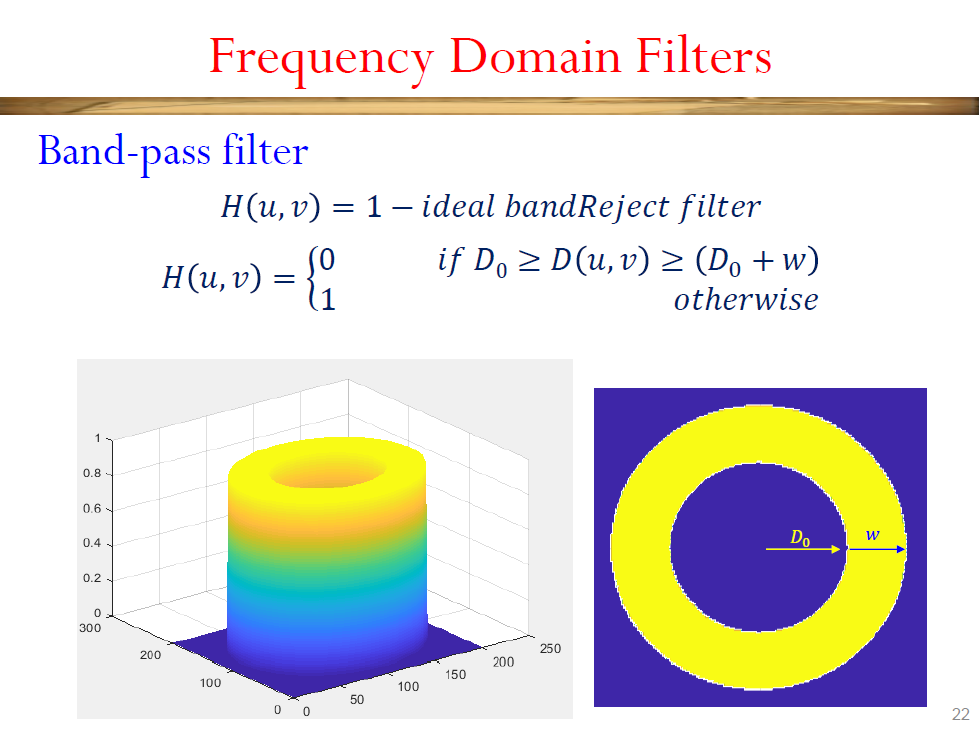 Frequency Domain Filters
Band-pass filter
H(u, v) = 1 − ideal bandReject filter
H(u, v) = {0 if D₀ ≥ D(u, v) ≥ (D₀ + w)
1 otherwise
1
0.8
0.6
0.4
0.2
0
300
200
100
0
0
50
100
150
200
250
D₀
w
22